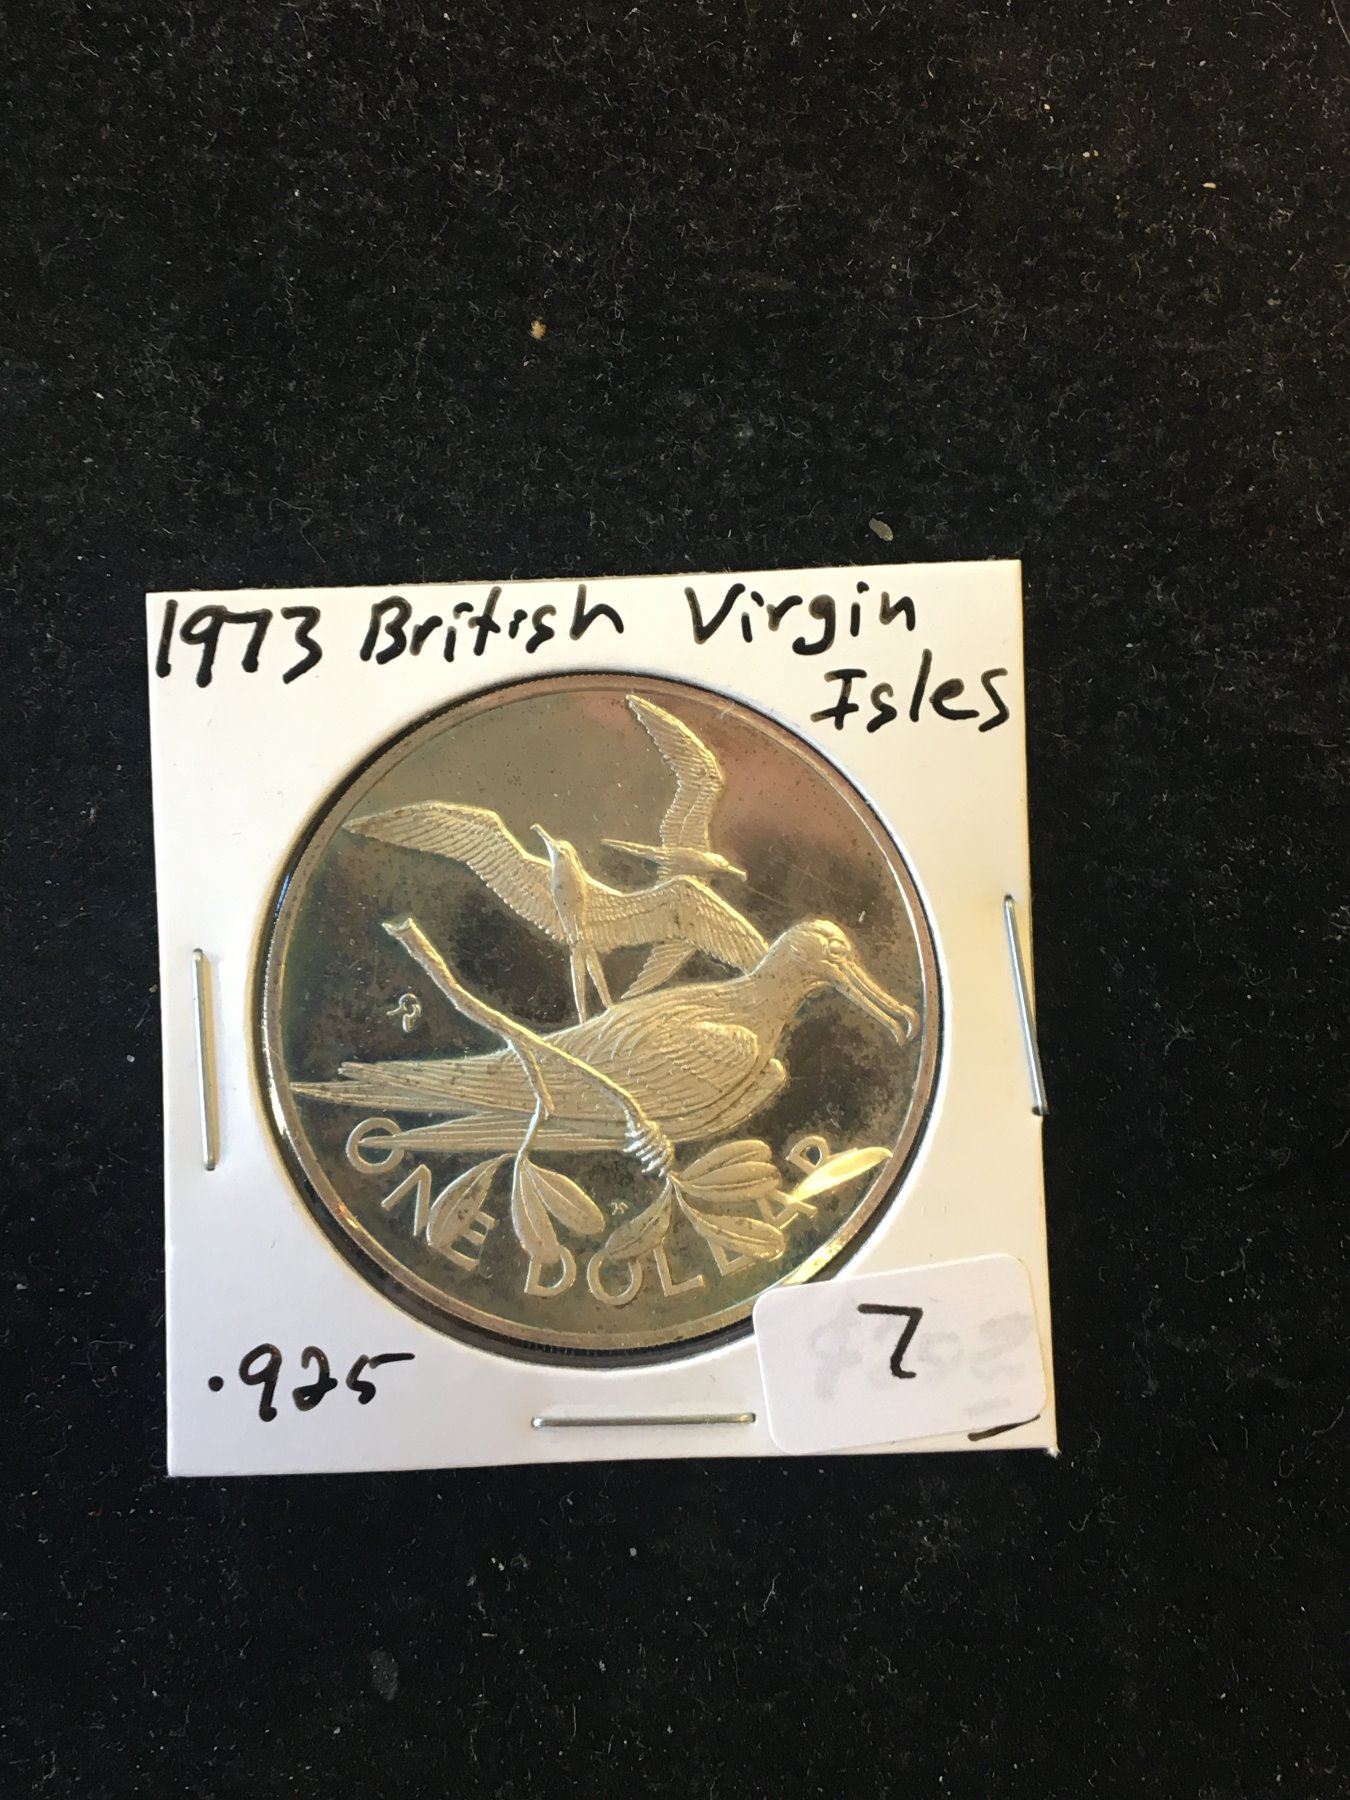 1973 British Virgin
Isles
ONE DOLLAR
.925
7